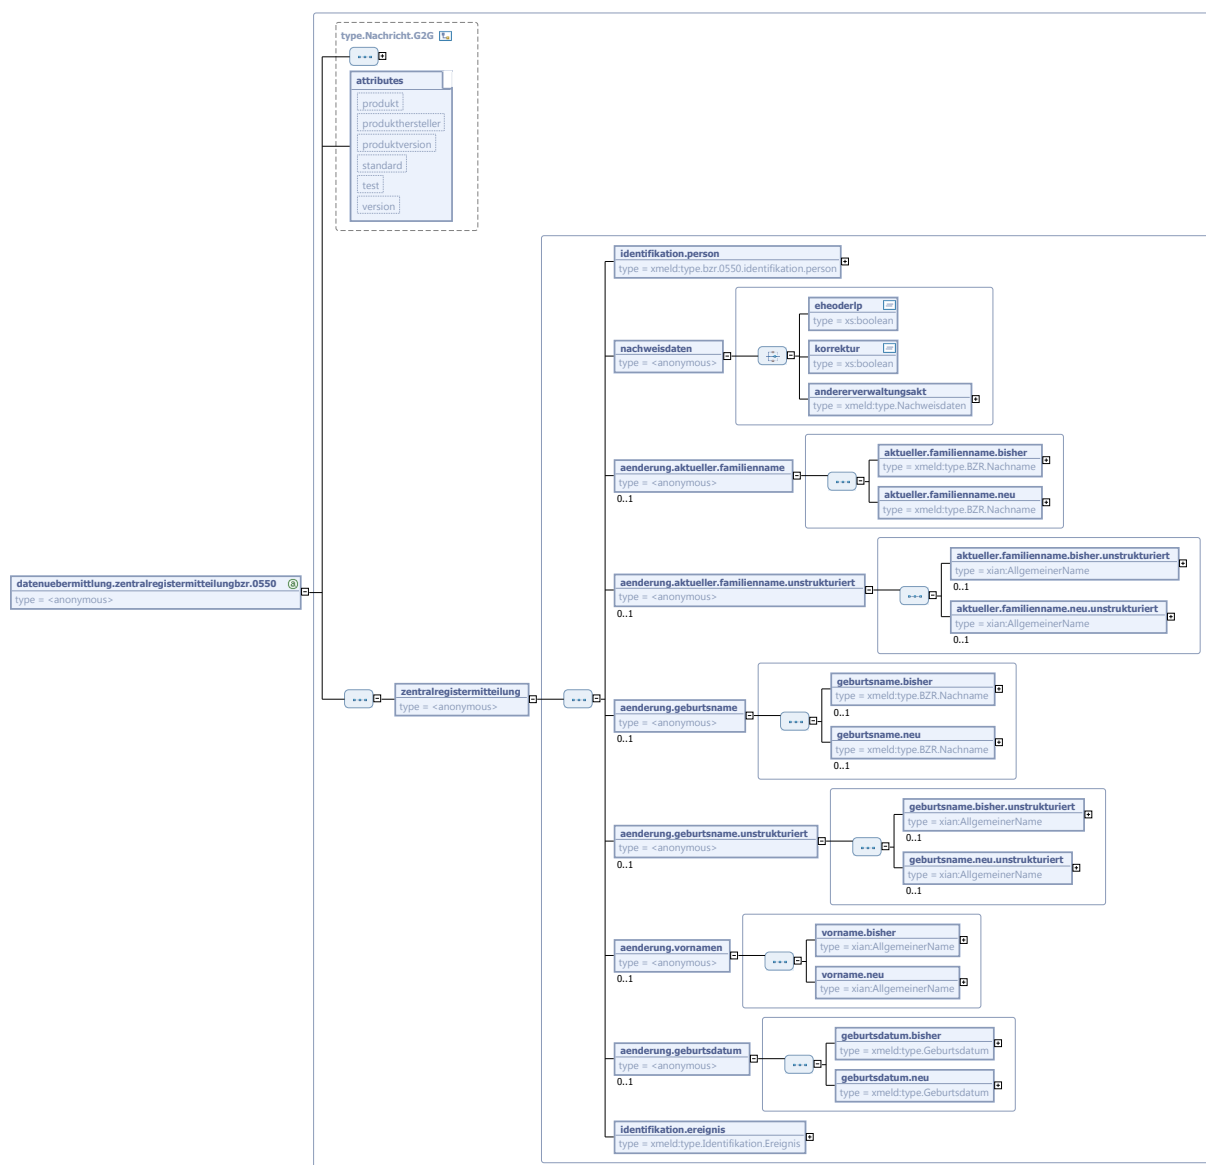 type.Nachricht.G2G
attributes
produkt
produkthersteller
produktversion
standard
test
version
identifikation.person
type = xmeld:type.bzr.0550.identifikation.person
eheoderlp
type = xs:boolean
nachweisdaten
type = <anonymous>
korrektur
type = xs:boolean
andererverwaltungsakt
type = xmeld:type.Nachweisdaten
aenderung.aktueller.familienname
type = <anonymous>
0..1
aktueller.familienname.bisher
type = xmeld:type.BZR.Nachname
aktueller.familienname.neu
type = xmeld:type.BZR.Nachname
datenuebermittlung.zentralregistermitteilungbzr.0550 a
type = <anonymous>
aenderung.aktueller.familienname.unstrukturiert
type = <anonymous>
0..1
aktueller.familienname.bisher.unstrukturiert
type = xian:AllgemeinerName
0..1
aktueller.familienname.neu.unstrukturiert
type = xian:AllgemeinerName
0..1
zentralregistermitteilung
type = <anonymous>
aenderung.geburtsname
type = <anonymous>
0..1
geburtsname.bisher
type = xmeld:type.BZR.Nachname
0..1
geburtsname.neu
type = xmeld:type.BZR.Nachname
0..1
aenderung.geburtsname.unstrukturiert
type = <anonymous>
0..1
geburtsname.bisher.unstrukturiert
type = xian:AllgemeinerName
0..1
geburtsname.neu.unstrukturiert
type = xian:AllgemeinerName
0..1
aenderung.vornamen
type = <anonymous>
0..1
vorname.bisher
type = xian:AllgemeinerName
vorname.neu
type = xian:AllgemeinerName
aenderung.geburtsdatum
type = <anonymous>
0..1
geburtsdatum.bisher
type = xmeld:type.Geburtsdatum
geburtsdatum.neu
type = xmeld:type.Geburtsdatum
identifikation.ereignis
type = xmeld:type.Identifikation.Ereignis